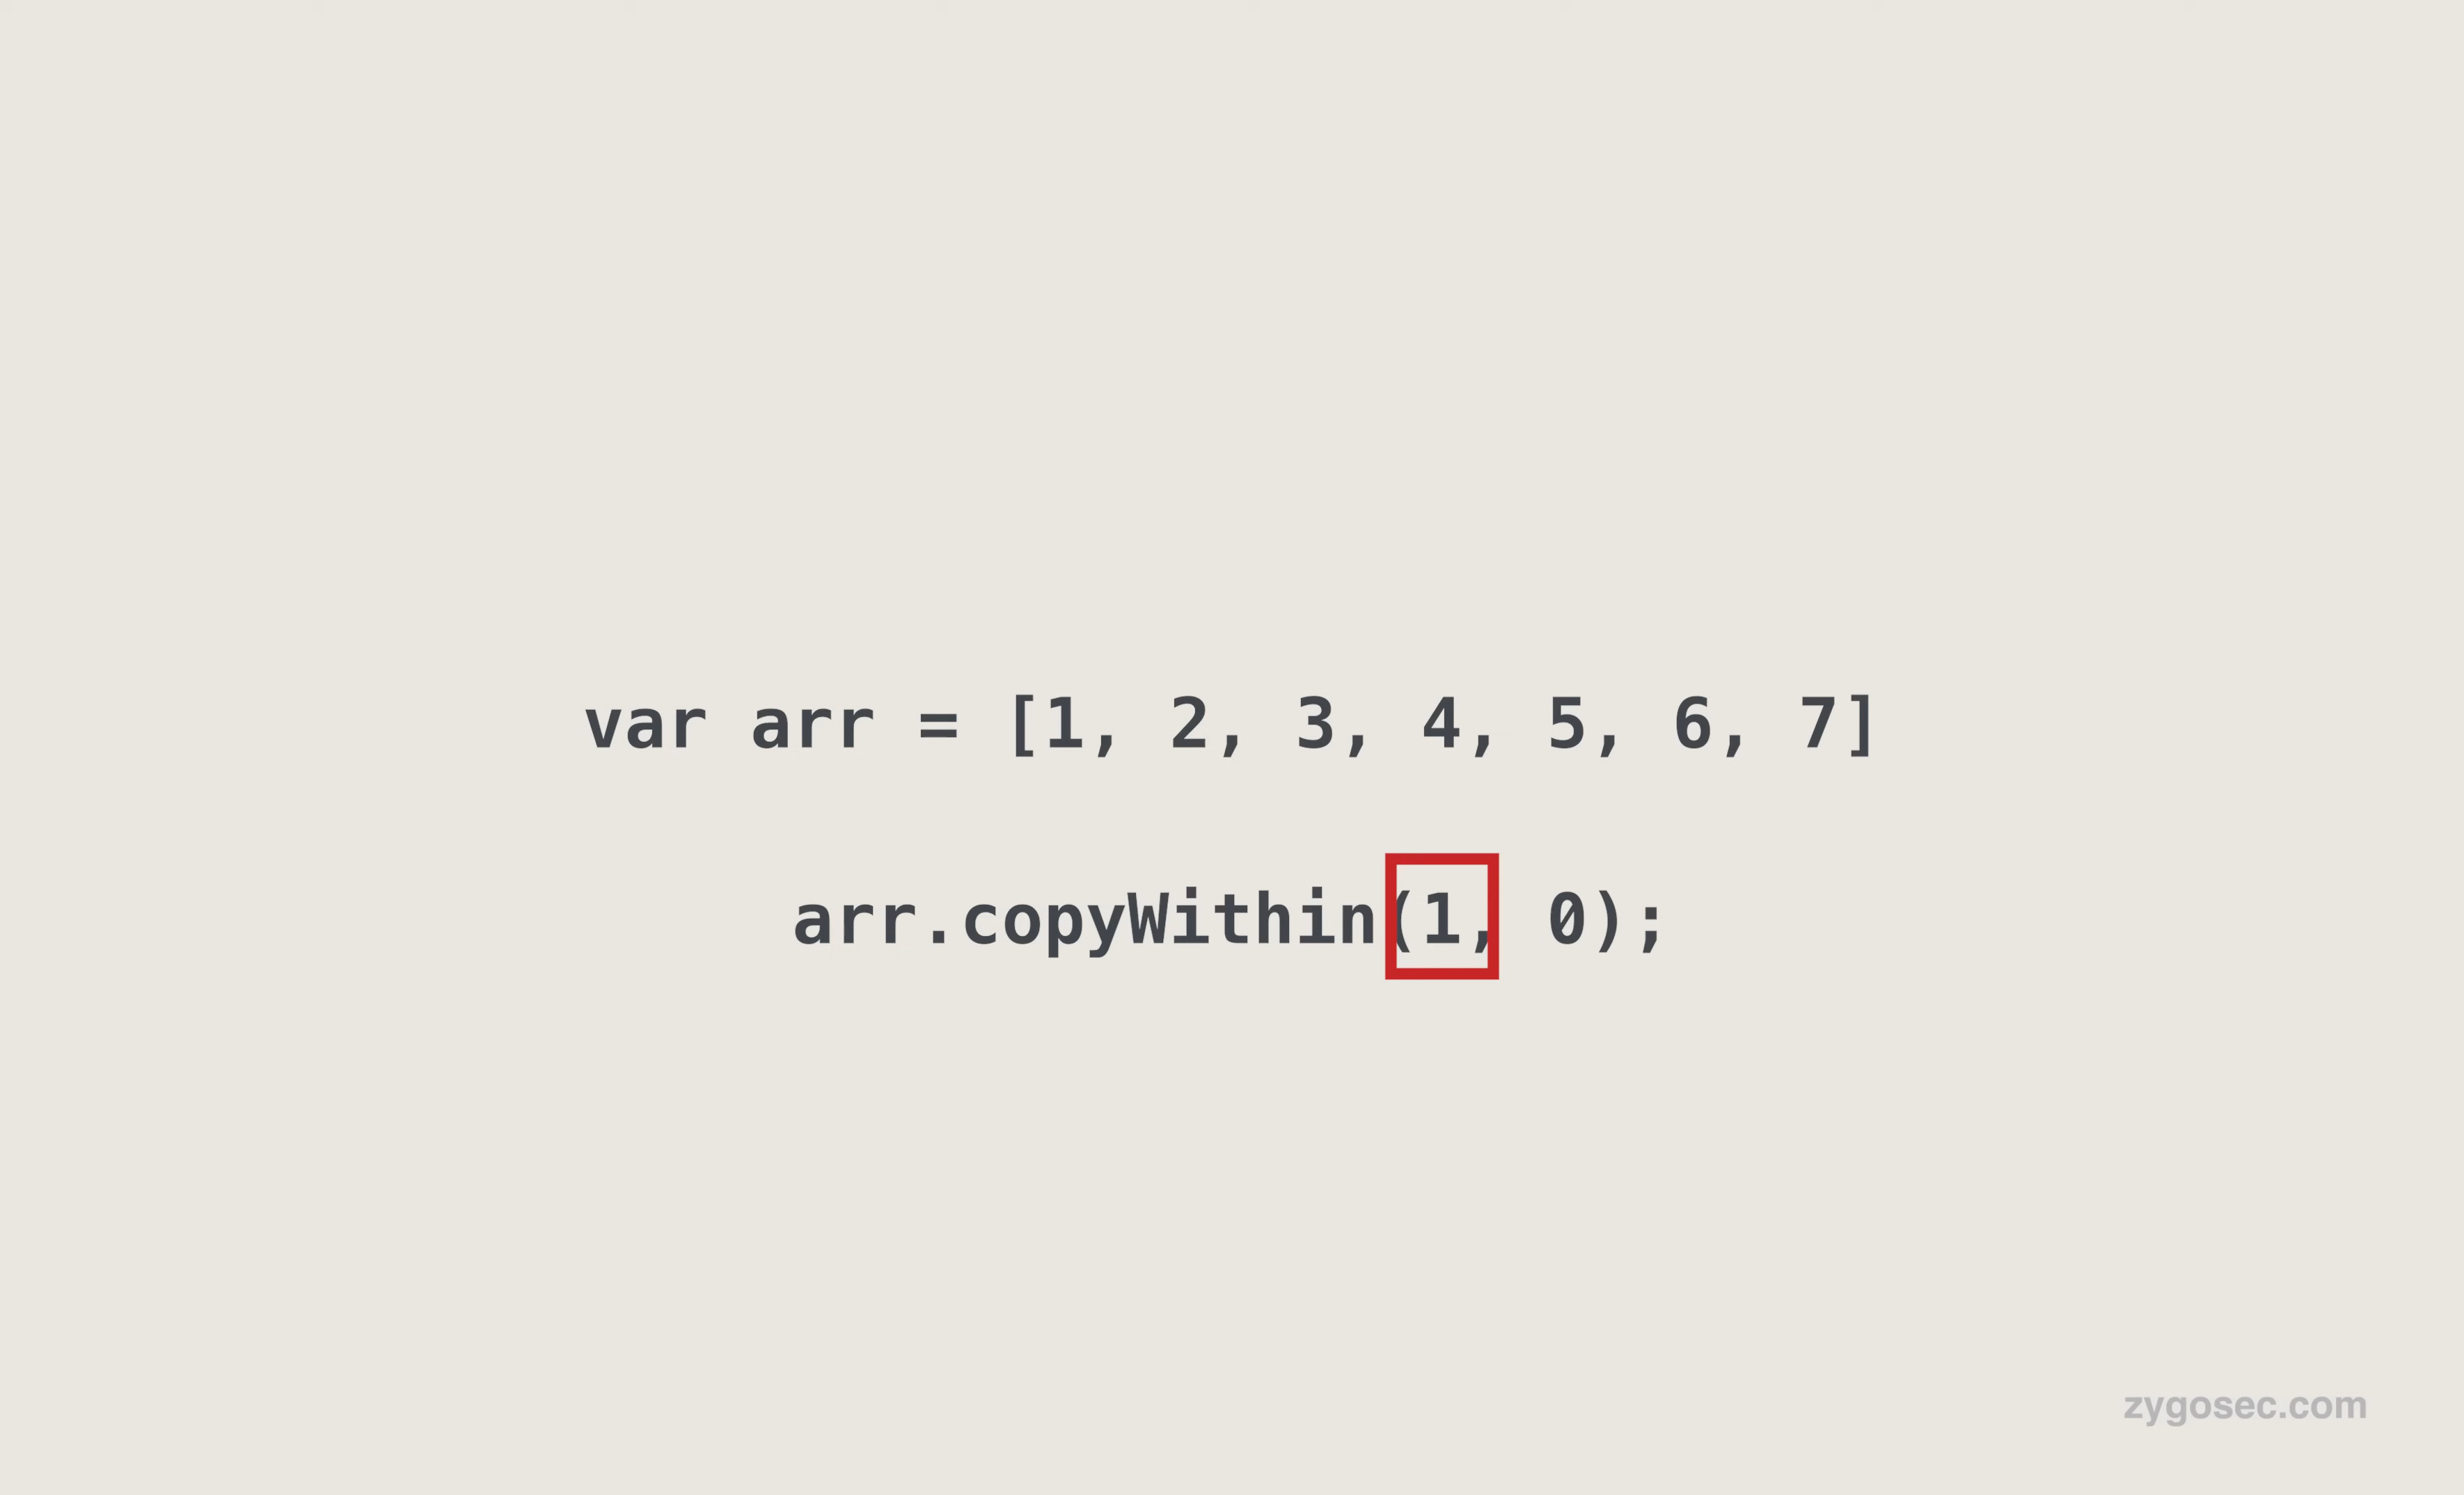 var arr = [1, 2, 3, 4, 5, 6, 7]
arr.copyWithin(1, 0);
zygosec.com